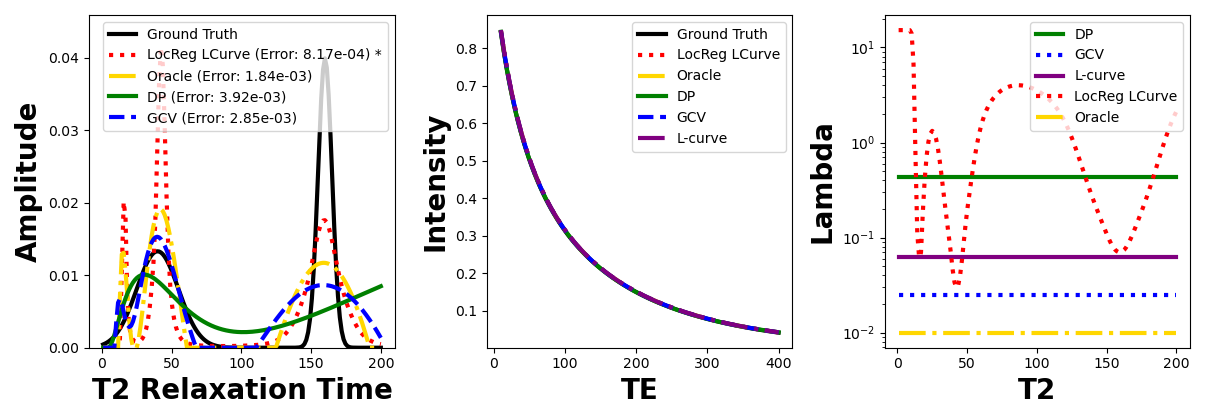 Amplitude
0.04
0.03
0.02
0.01
0.00
Ground Truth
LocReg LCurve (Error: 8.17e-04) *
Oracle (Error: 1.84e-03)
DP (Error: 3.92e-03)
GCV (Error: 2.85e-03)
0 50 100 150 200
T2 Relaxation Time
Intensity
0.8
0.7
0.6
0.5
0.4
0.3
0.2
0.1
Ground Truth
LocReg LCurve
Oracle
DP
GCV
L-curve
0 100 200 300 400
TE
Lambda
10¹
10⁰
10⁻¹
10⁻²
DP
GCV
L-curve
LocReg LCurve
Oracle
0 50 100 150 200
T2